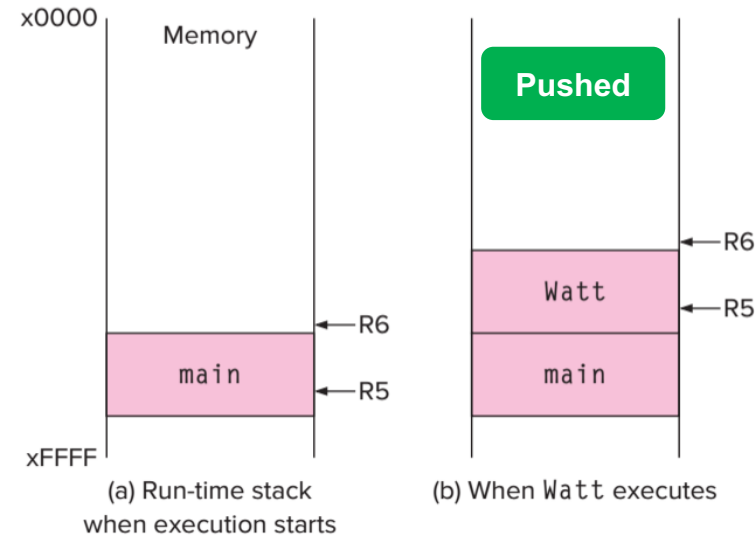 x0000
Memory
R6
main
R5
xFFFF
(a) Run-time stack
when execution starts
Pushed
R6
Watt
R5
main
(b) When Watt executes